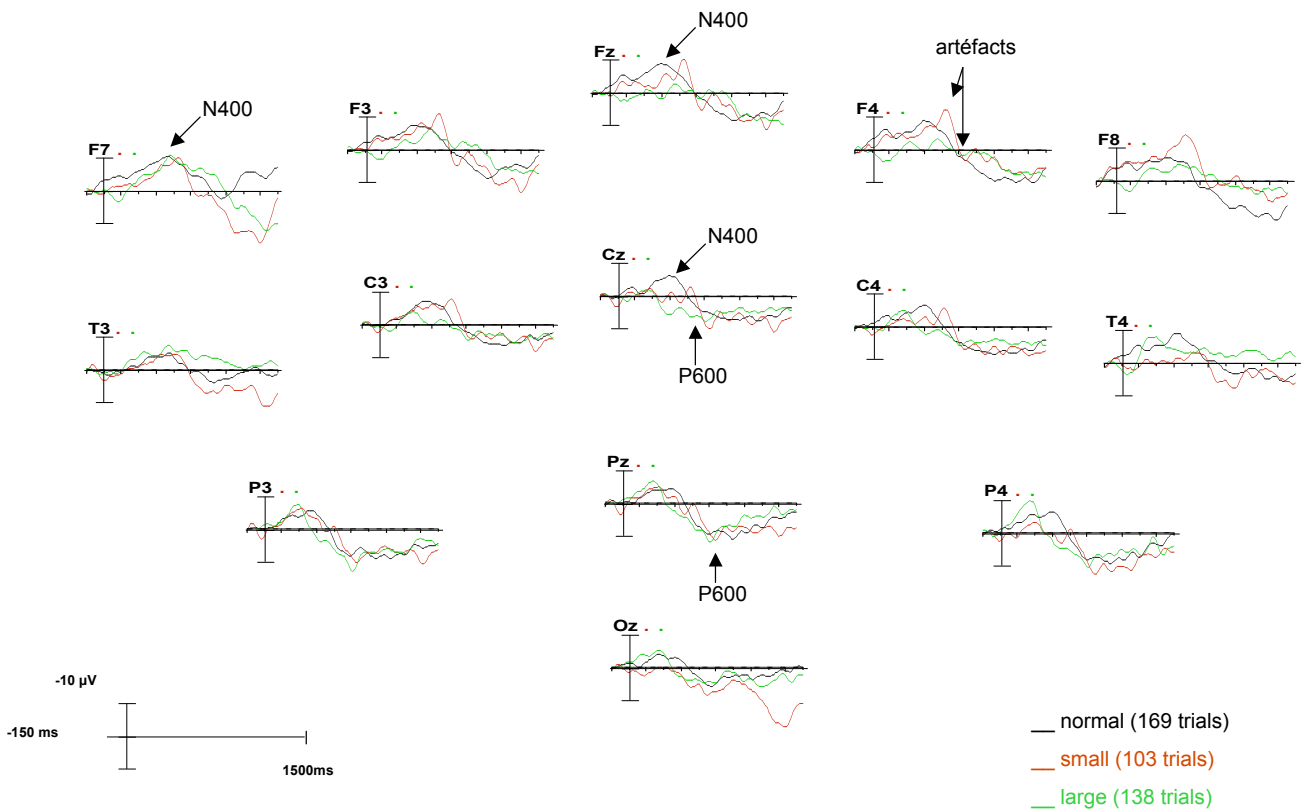 N400
Fz
artéfacts
N400
F3
F4
F7
F8
N400
Cz
C3
C4
T3
T4
P600
Pz
P3
P4
P600
Oz
-10 µV
-150 ms
1500ms
normal (169 trials)
small (103 trials)
large (138 trials)